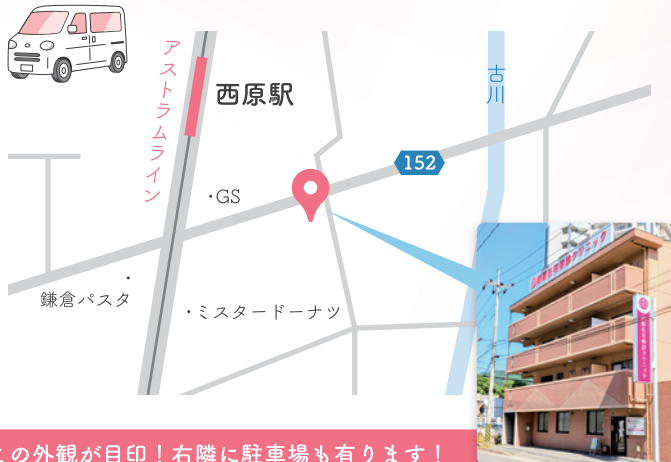 アストラムライン
西原駅
古川
152
・GS
鎌倉パスタ
・ミスタードーナツ
の外観が目印！右隣に駐車場も有ります！